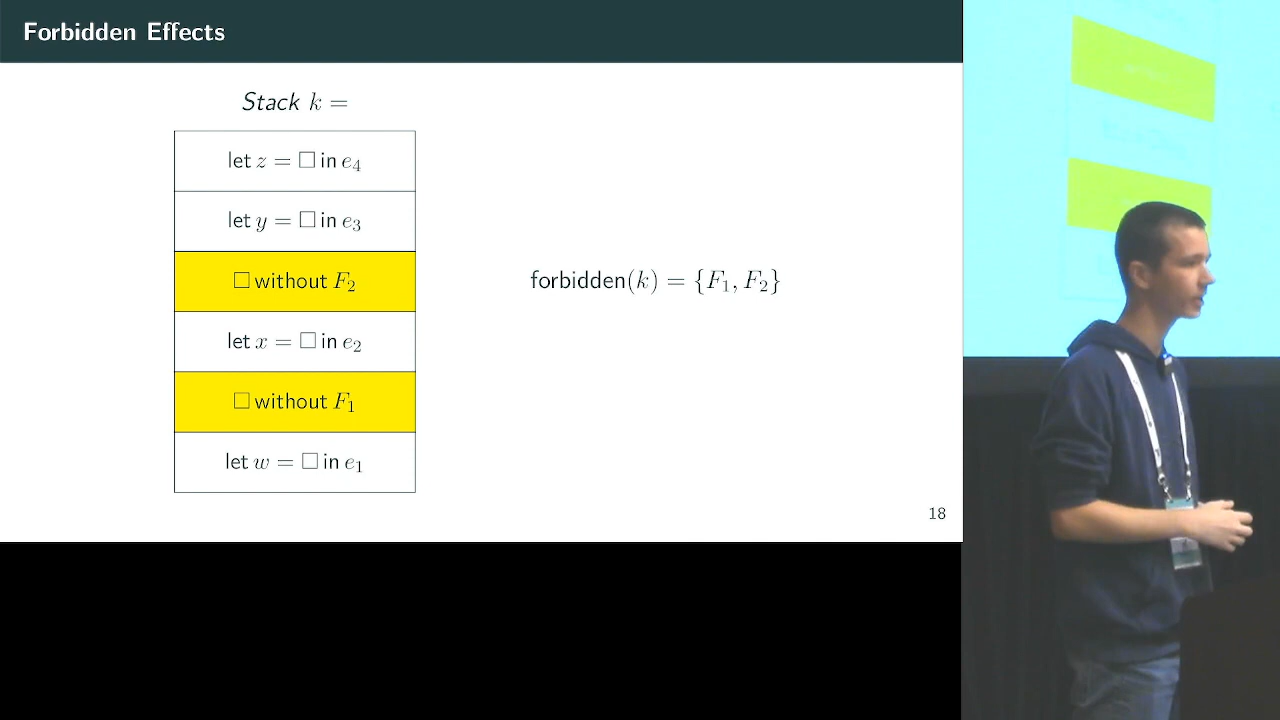 Forbidden Effects
Stack k =
let z = □ in e₄
let y = □ in e₃
□ without F₂
let x = □ in e₂
□ without F₁
let w = □ in e₁
forbidden(k) = {F₁, F₂}
18